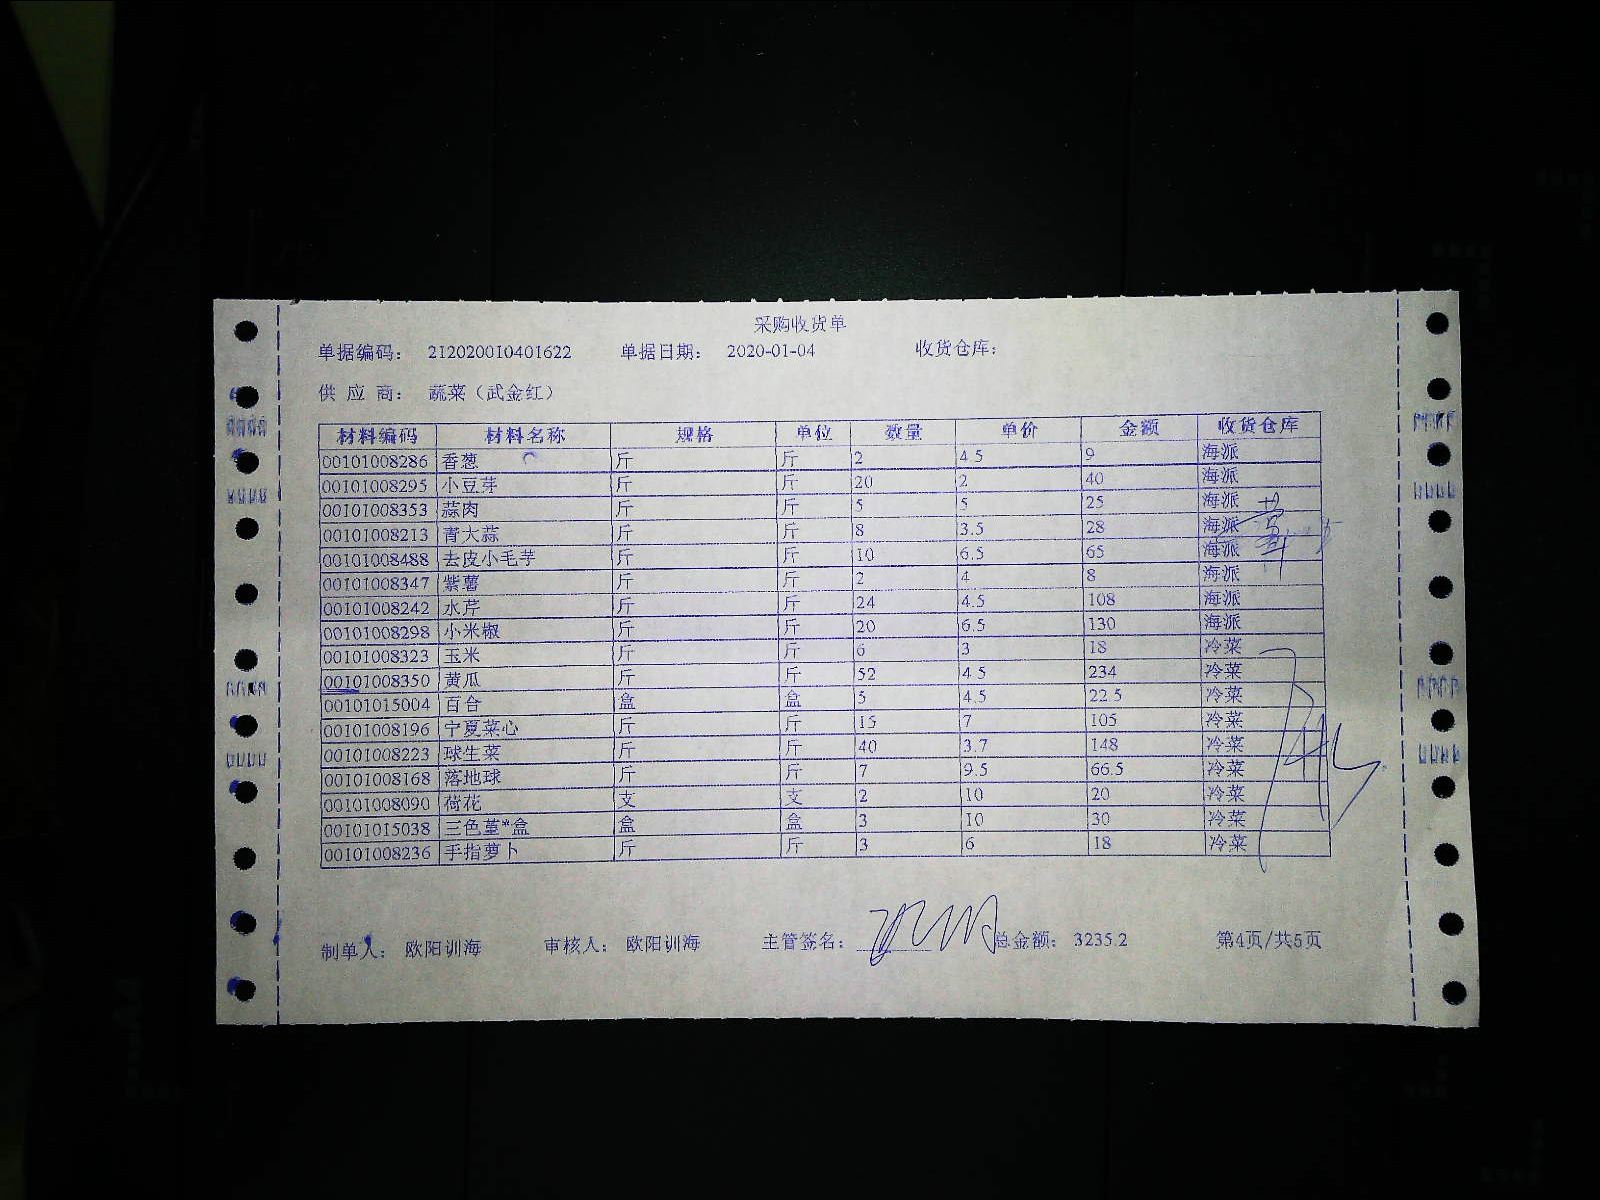 采购收货单
单据编码： 212020010401622 单据日期： 2020-01-04 收货仓库：
供 应 商： 蔬菜（武金红）
材料编码 材料名称 规格 单位 数量 单价 金额 收货仓库
00101008286 香葱 斤 斤 2 4.5 9 海派
00101008295 小豆芽 斤 斤 20 2 40 海派
00101008353 蒜肉 斤 斤 5 5 25 海派
00101008213 青大蒜 斤 斤 8 3.5 28 海派
00101008488 去皮小毛芋 斤 斤 10 6.5 65 海派
00101008347 紫薯 斤 斤 2 4 8 海派
00101008242 水芹 斤 斤 24 4.5 108 海派
00101008298 小米椒 斤 斤 20 6.5 130 海派
00101008323 玉米 斤 斤 6 3 18 冷菜
00101008350 黄瓜 斤 斤 52 4.5 234 冷菜
00101015004 百合 盒 盒 5 4.5 22.5 冷菜
00101008196 宁夏菜心 斤 斤 15 7 105 冷菜
00101008223 球生菜 斤 斤 40 3.7 148 冷菜
00101008168 落地球 斤 斤 7 9.5 66.5 冷菜
00101008090 荷花 支 支 2 10 20 冷菜
00101015038 三色堇*盒 盒 盒 3 10 30 冷菜
00101008236 手指萝卜 斤 斤 3 6 18 冷菜
制单人： 欧阳训海 审核人： 欧阳训海 主管签名： 总金额： 3235.2 第4页/共5页